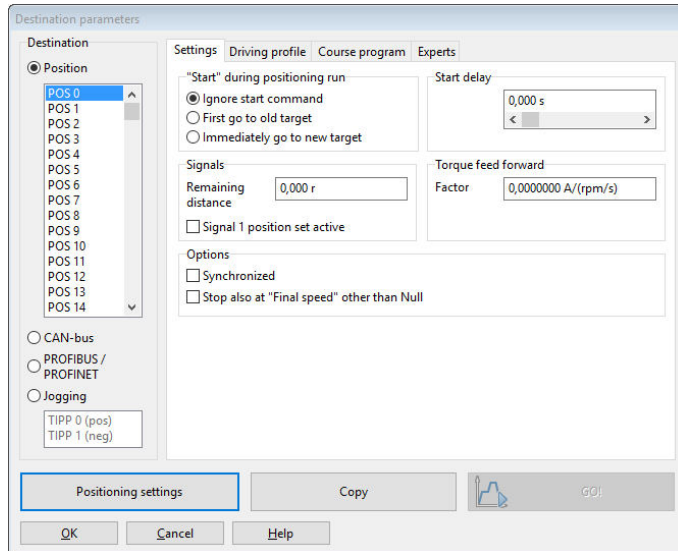 Destination parameters
Destination
Position
POS 0
POS 1
POS 2
POS 3
POS 4
POS 5
POS 6
POS 7
POS 8
POS 9
POS 10
POS 11
POS 12
POS 13
POS 14
CAN-bus
PROFIBUS /
PROFINET
Jogging
TIPP 0 (pos)
TIPP 1 (neg)
Settings Driving profile Course program Experts
"Start" during positioning run
Ignore start command
First go to old target
Immediately go to new target
Start delay
0,000 s
Signals
Remaining
distance
0,000 r
Signal 1 position set active
Torque feed forward
Factor 0,0000000 A/(rpm/s)
Options
Synchronized
Stop also at "Final speed" other than Null
Positioning settings Copy GO!
OK Cancel Help